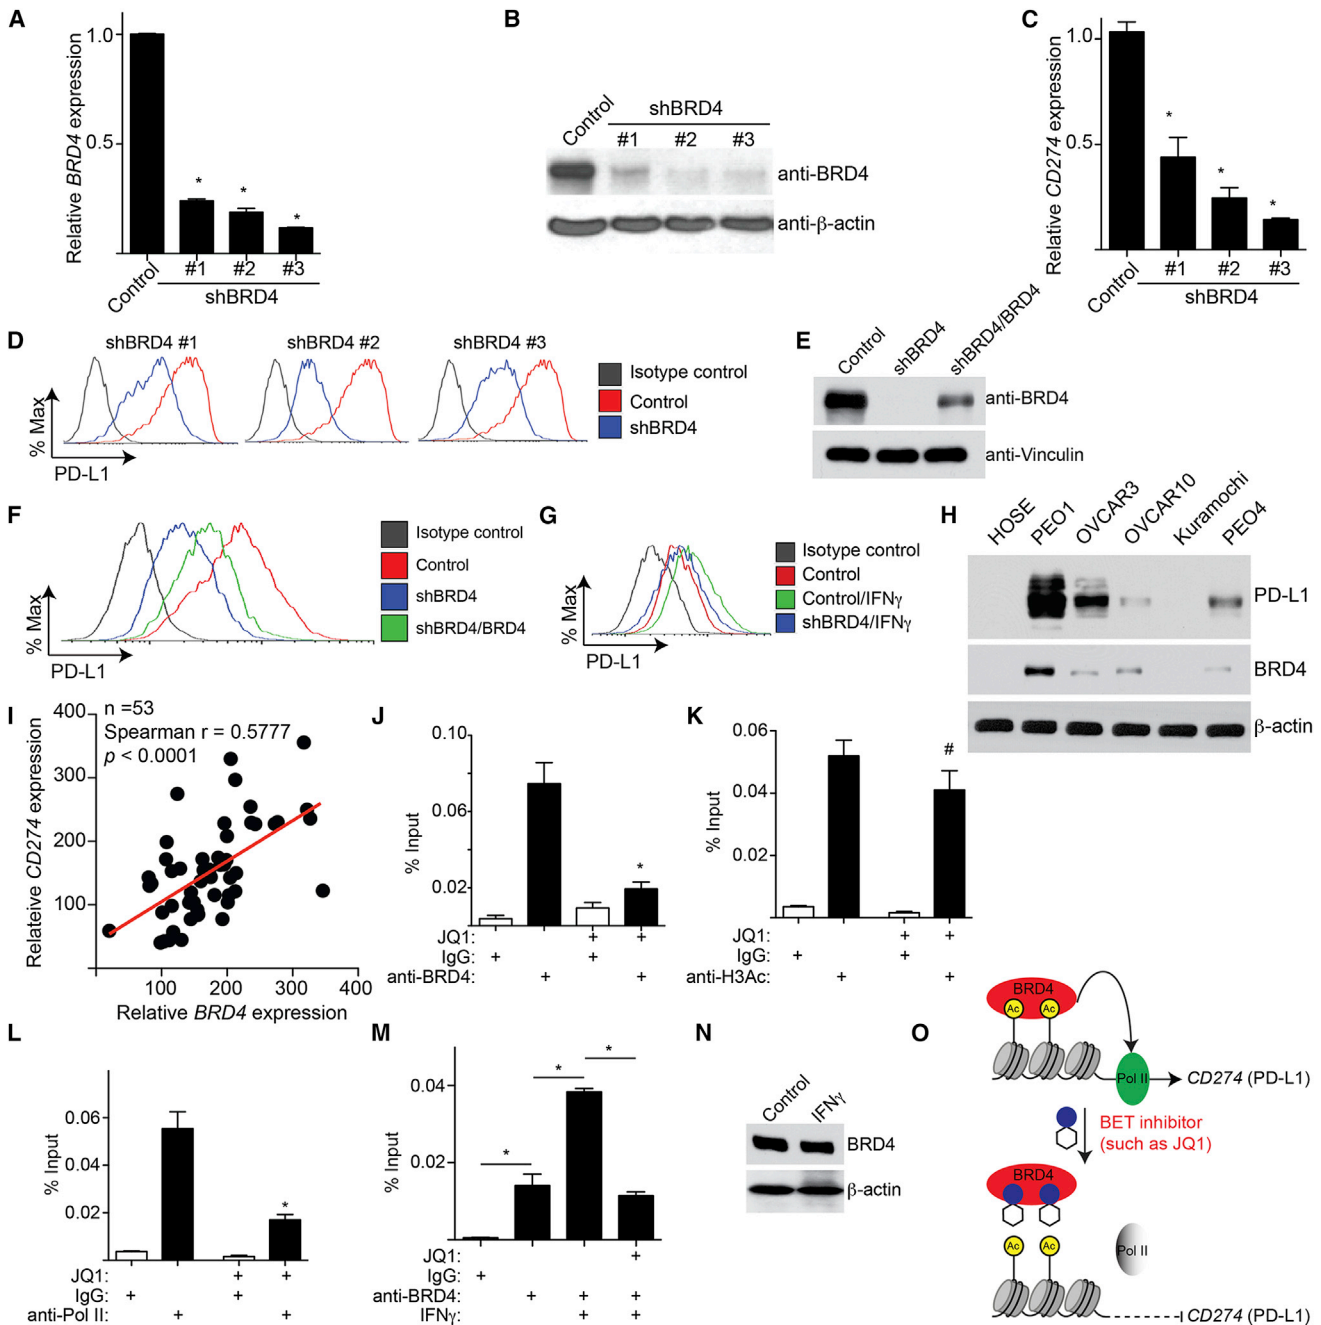 A
Relative BRD4 expression
1.0
0.5
*
*
*
Control
#1
#2
#3
shBRD4
B
Control
shBRD4
#1
#2
#3
anti-BRD4
anti-β-actin
C
Relative CD274 expression
1.0
0.5
*
*
*
Control
#1
#2
#3
shBRD4
D
shBRD4 #1
shBRD4 #2
shBRD4 #3
% Max
PD-L1
Isotype control
Control
shBRD4
E
Control
shBRD4
shBRD4/BRD4
anti-BRD4
anti-Vinculin
F
% Max
PD-L1
Isotype control
Control
shBRD4
shBRD4/BRD4
G
% Max
PD-L1
Isotype control
Control
Control/IFNγ
shBRD4/IFNγ
H
HOSE
PEO1
OVCAR3
OVCAR10
Kuramochi
PEO4
PD-L1
BRD4
β-actin
I
n =53
Spearman r = 0.5777
p < 0.0001
Relateive CD274 expression
400
300
200
100
100
200
300
400
Relative BRD4 expression
J
% Input
0.10
0.06
0.02
*
JQ1: + +
IgG: + +
anti-BRD4: + +
K
% Input
0.06
0.04
0.02
#
JQ1: + +
IgG: + +
anti-H3Ac: + +
L
% Input
0.06
0.04
0.02
*
JQ1: + +
IgG: + +
anti-Pol II: + +
M
% Input
0.04
0.02
*
*
*
JQ1: +
IgG: +
anti-BRD4: + + +
IFNγ: + +
N
Control
IFNγ
BRD4
β-actin
O
BRD4
Ac
Ac
Pol II
CD274 (PD-L1)
BET inhibitor
(such as JQ1)
BRD4
Ac
Ac
Pol II
CD274 (PD-L1)